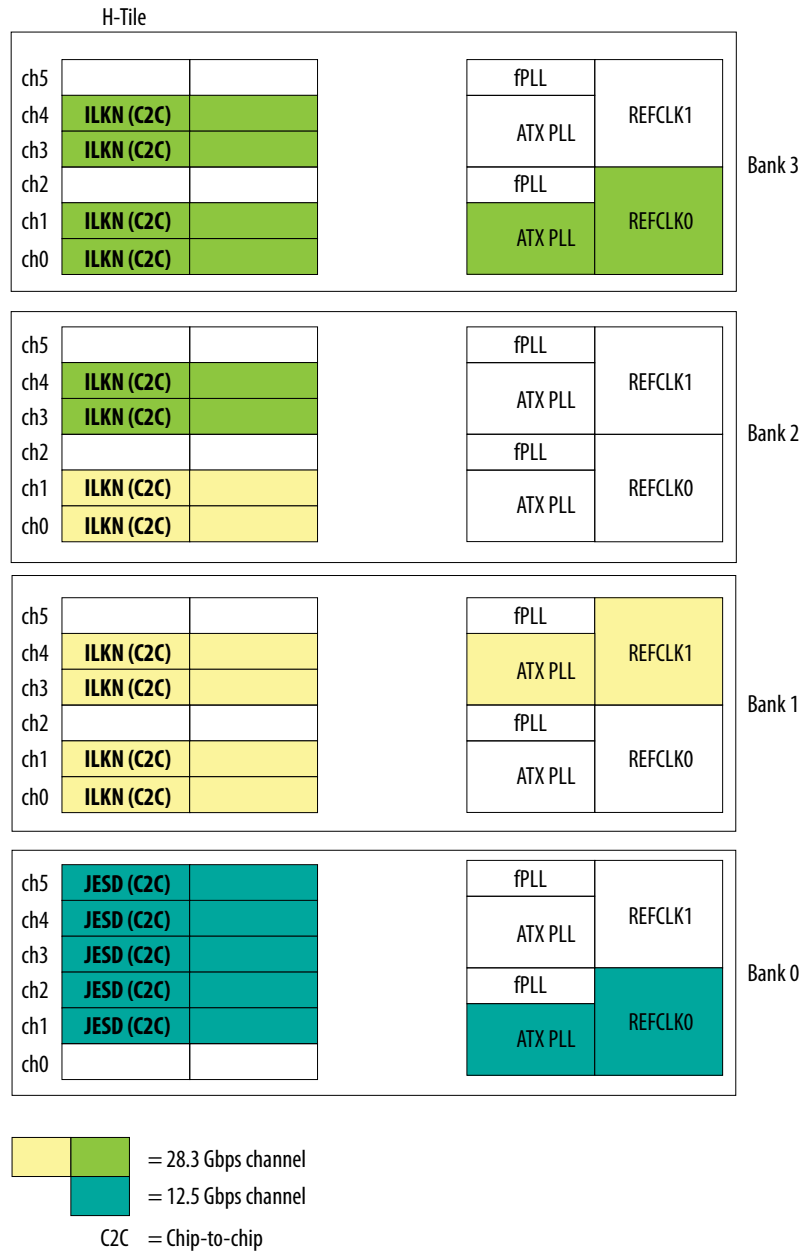 H-Tile
ch5 fPLL
ch4 ILKN (C2C) ATX PLL REFCLK1
ch3 ILKN (C2C)
Bank 3
ch2 fPLL
ch1 ILKN (C2C) ATX PLL REFCLK0
ch0 ILKN (C2C)
ch5 fPLL
ch4 ILKN (C2C) ATX PLL REFCLK1
ch3 ILKN (C2C)
Bank 2
ch2 fPLL
ch1 ILKN (C2C) ATX PLL REFCLK0
ch0 ILKN (C2C)
ch5 fPLL
ch4 ILKN (C2C) ATX PLL REFCLK1
ch3 ILKN (C2C)
Bank 1
ch2 fPLL
ch1 ILKN (C2C) ATX PLL REFCLK0
ch0 ILKN (C2C)
ch5 JESD (C2C) fPLL
ch4 JESD (C2C) ATX PLL REFCLK1
ch3 JESD (C2C)
Bank 0
ch2 JESD (C2C) fPLL
ch1 JESD (C2C) ATX PLL REFCLK0
ch0
= 28.3 Gbps channel
= 12.5 Gbps channel
C2C = Chip-to-chip